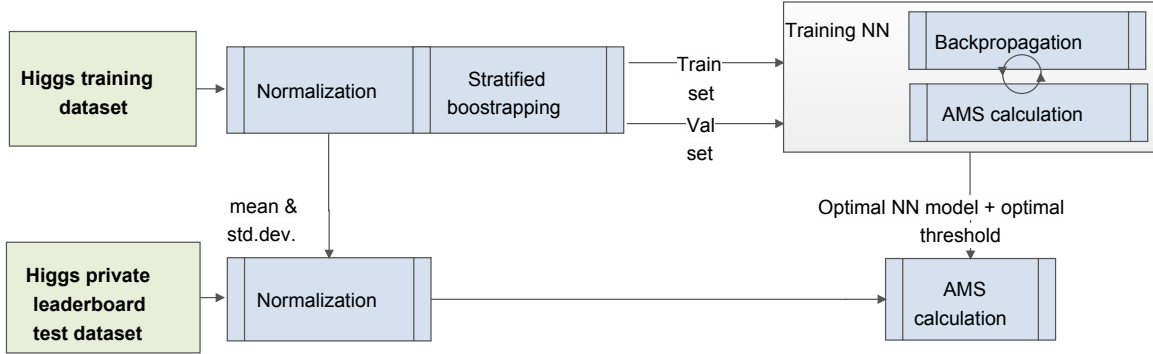 Higgs training
dataset
Normalization
Stratified
boostrapping
Train
set
Val
set
Training NN
Backpropagation
AMS calculation
mean &
std.dev.
Optimal NN model + optimal
threshold
Higgs private
leaderboard
test dataset
Normalization
AMS
calculation